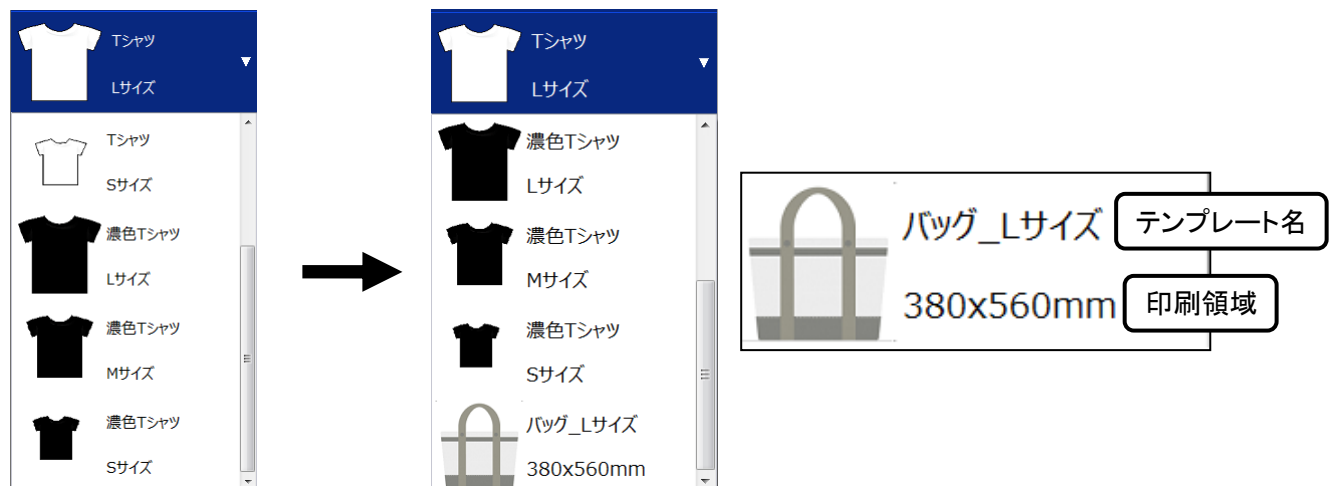 Tシャツ
Lサイズ
Tシャツ
Sサイズ
濃色Tシャツ
Lサイズ
濃色Tシャツ
Mサイズ
濃色Tシャツ
Sサイズ
Tシャツ
Lサイズ
濃色Tシャツ
Lサイズ
濃色Tシャツ
Mサイズ
濃色Tシャツ
Sサイズ
バッグ_Lサイズ
380x560mm
バッグ_Lサイズ
テンプレート名
380x560mm
印刷領域